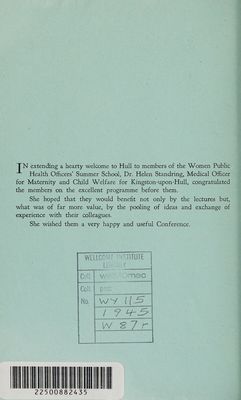 IN extending a hearty welcome to Hull to members of the Women Public
Health Officers' Summer School, Dr. Helen Standring, Medical Officer
for Maternity and Child Welfare for Kingston-upon-Hull, congratulated
the members on the excellent programme before them.
She hoped that they would benefit not only by the lectures but,
what was of far more value, by the pooling of ideas and exchange of
experience with their colleagues.
She wished them a very happy and useful Conference.
WELLCOME INSTITUTE
LIBRARY
Coll. welMOmec
Call
No. WY 115
1945
W87r
22500882435